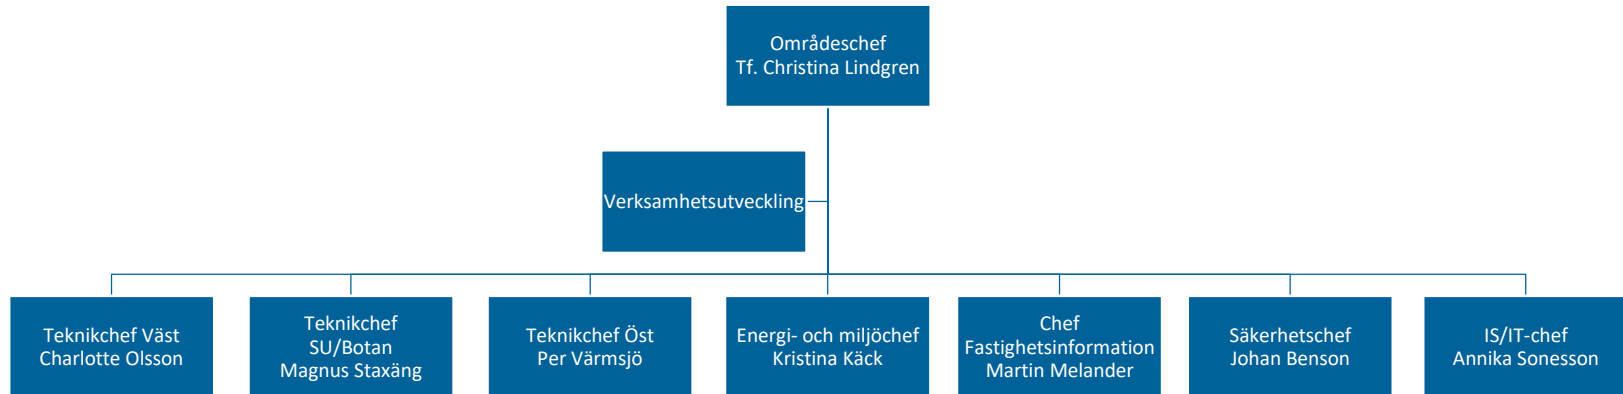 Områdeschef
Tf. Christina Lindgren
Verksamhetsutveckling
Teknikchef Väst
Charlotte Olsson
Teknikchef
SU/Botan
Magnus Staxäng
Teknikchef Öst
Per Värmsjö
Energi- och miljöchef
Kristina Käck
Chef
Fastighetsinformation
Martin Melander
Säkerhetschef
Johan Benson
IS/IT-chef
Annika Sonesson